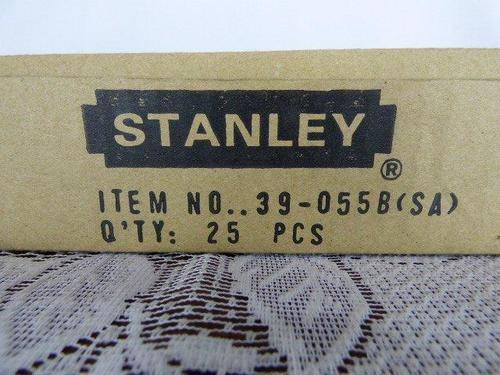 STANLEY
®
ITEM NO..39-055B(SA)
Q'TY: 25 PCS